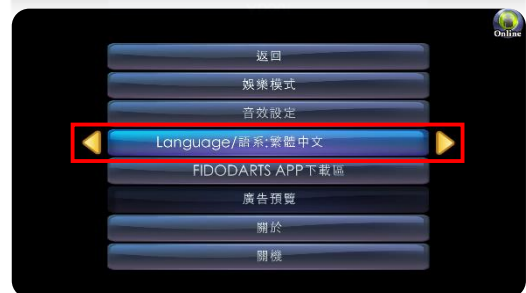 Online
返回
娛樂模式
音效設定
Language/語系:繁體中文
FIDODARTS APP下載區
廣告預覽
關於
關機